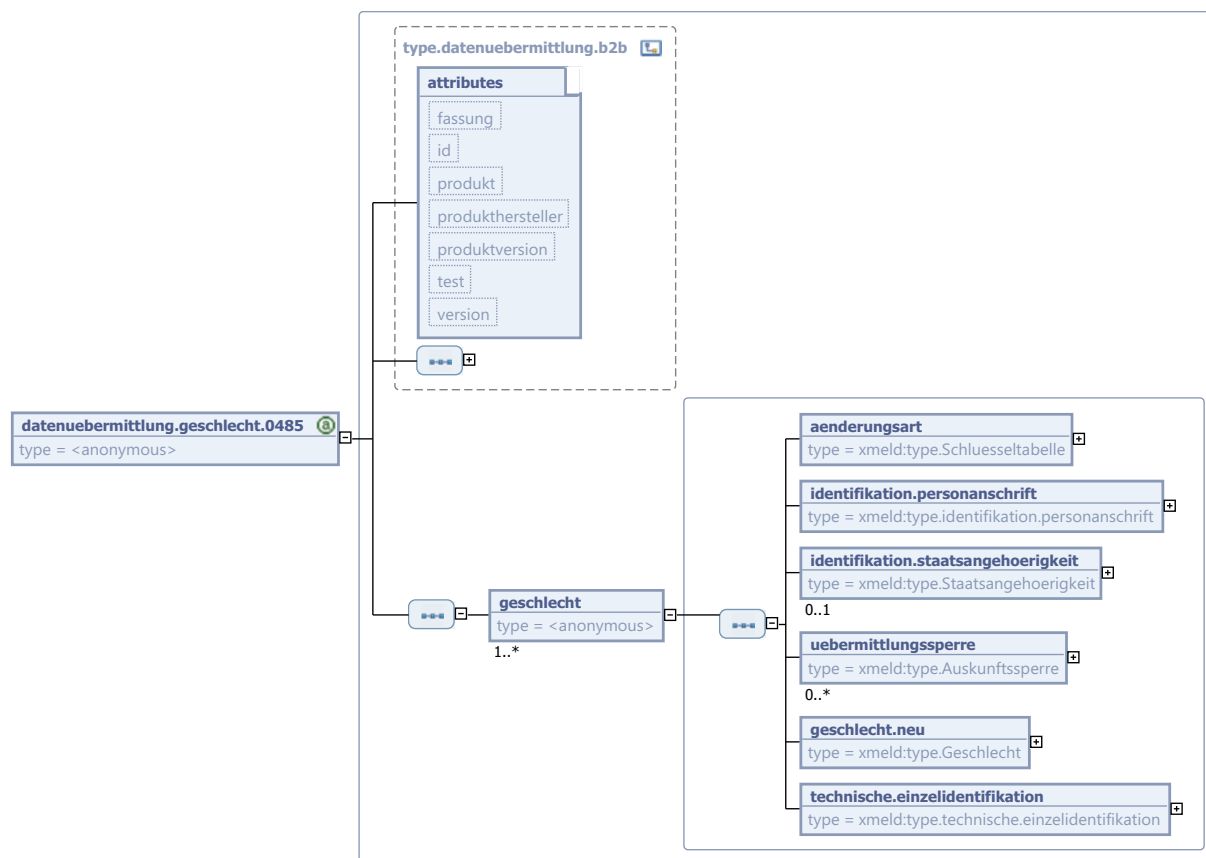 type.datenuebermittlung.b2b
attributes
fassung
id
produkt
produkthersteller
produktversion
test
version
datenuebermittlung.geschlecht.0485
type = <anonymous>
geschlecht
type = <anonymous>
1..*
aenderungsart
type = xmeld:type.Schluesseltabelle
identifikation.personanschrift
type = xmeld:type.identifikation.personanschrift
identifikation.staatsangehoerigkeit
type = xmeld:type.Staatsangehoerigkeit
0..1
uebermittlungssperre
type = xmeld:type.Auskunftssperre
0..*
geschlecht.neu
type = xmeld:type.Geschlecht
technische.einzelidentifikation
type = xmeld:type.technische.einzelidentifikation